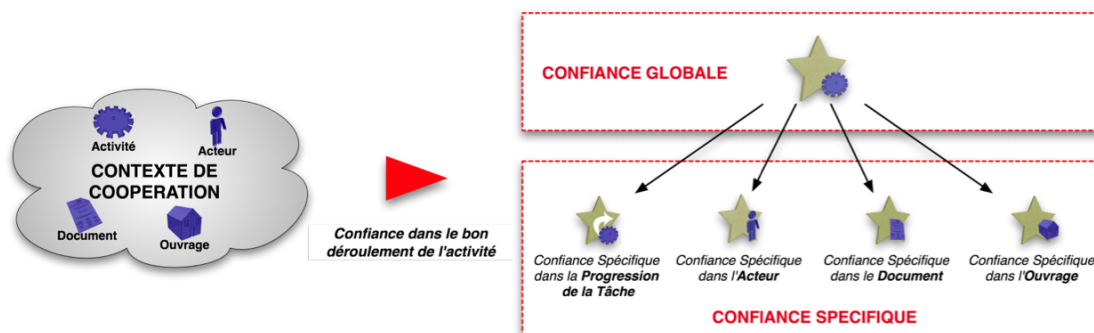 Activité
Acteur
CONTEXTE DE
COOPERATION
Document
Ouvrage
Confiance dans le bon
déroulement de l'activité
CONFIANCE GLOBALE
Confiance Spécifique
dans la Progression
de la Tâche
Confiance Spécifique
dans l'Acteur
Confiance Spécifique
dans le Document
Confiance Spécifique
dans l'Ouvrage
CONFIANCE SPECIFIQUE